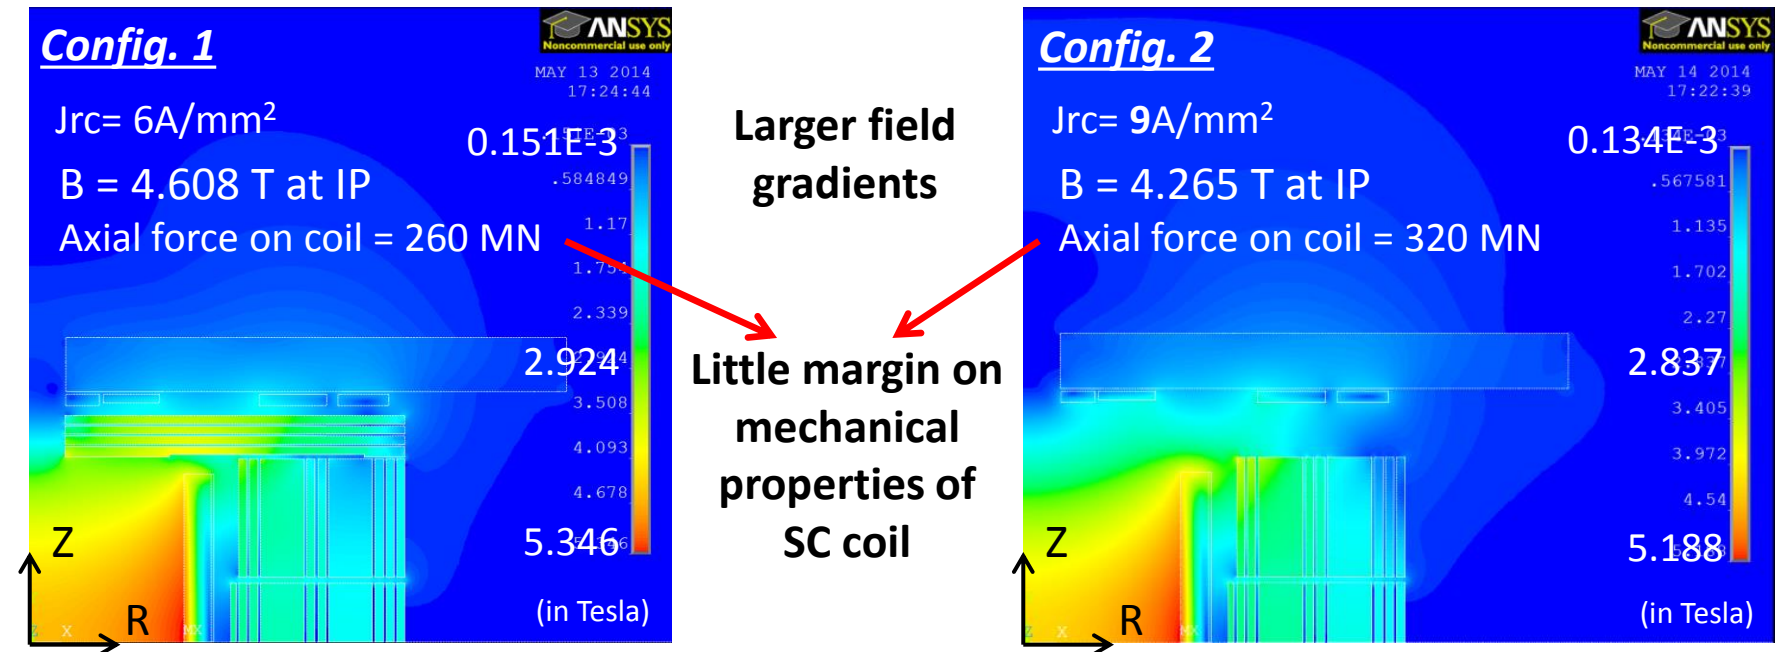 Config. 1
ANSYS
Noncommercial use only
MAY 13 2014
17:24:44
Jrc= 6A/mm²
0.151E-3
B = 4.608 T at IP
.584849
Axial force on coil = 260 MN
1.17
1.754
2.339
2.924
3.508
4.093
4.678
5.346
(in Tesla)
Z
R
Z X
MX
Larger field
gradients
Little margin on
mechanical
properties of
SC coil
Config. 2
ANSYS
Noncommercial use only
MAY 14 2014
17:22:39
Jrc= 9A/mm²
0.134E-3
B = 4.265 T at IP
.567581
Axial force on coil = 320 MN
1.135
1.702
2.27
2.837
3.405
3.972
4.54
5.188
(in Tesla)
Z
R
Z X
MX